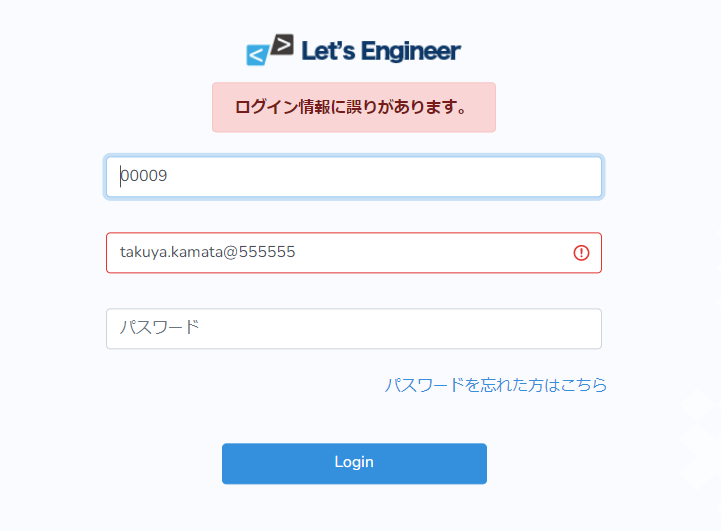 Let's Engineer
ログイン情報に誤りがあります。
00009
takuya.kamata@555555
パスワード
パスワードを忘れた方はこちら
Login